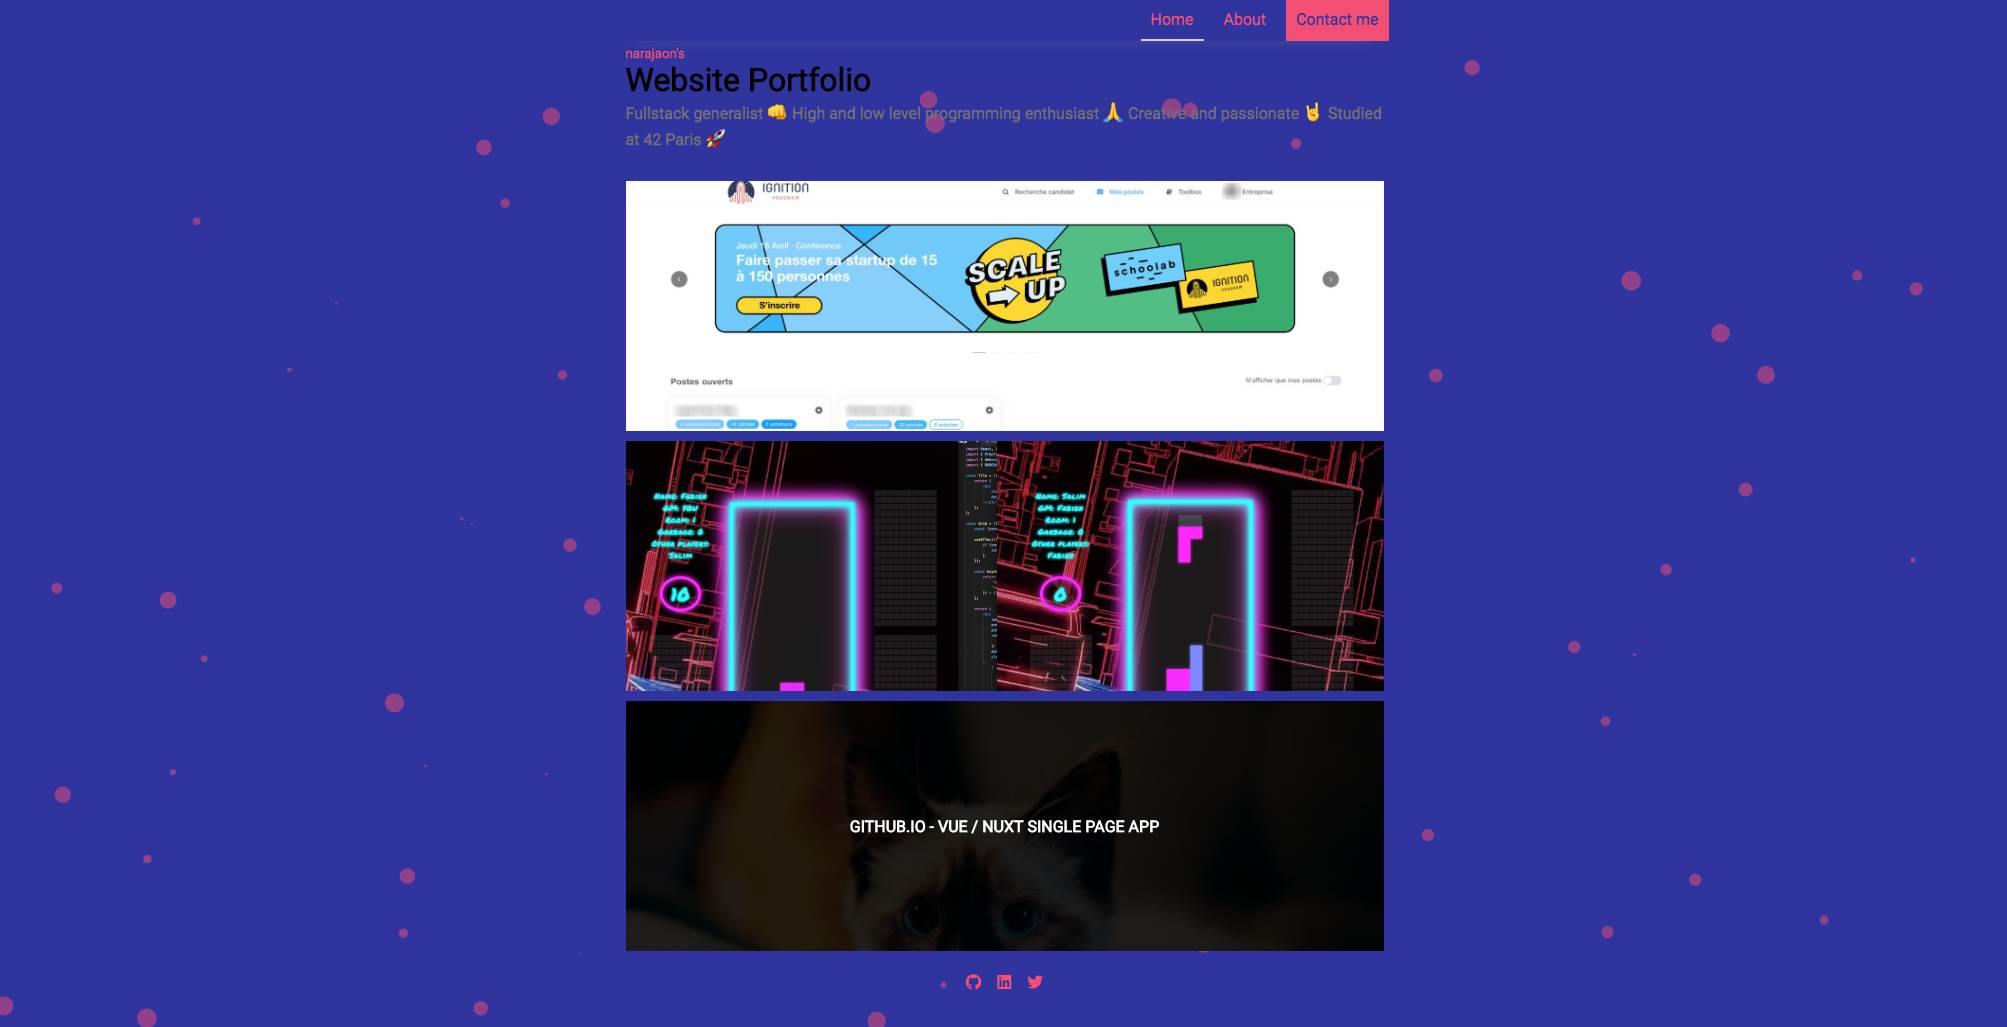 Home About Contact me
narajaon's
Website Portfolio
Fullstack generalist 👊 High and low level programming enthusiast 🙏 Creative and passionate 🤘 Studied
at 42 Paris 🚀
IGNITION
PROGRAM
Recherche candidat Mes postes Toolbox Entreprise
Jeudi 18 Avril - Conférence
Faire passer sa startup de 15
à 150 personnes
S'inscrire
SCALE
UP
schoolab
IGNITION
PROGRAM
Postes ouverts
N'afficher que mes postes
0 entretien
Name: Fabien
GM: YOU
Room: 1
Garbage: 0
Other players:
Salim
10
Name: Salim
GM: Fabien
Room: 1
Garbage: 0
Other players:
Fabien
0
GITHUB.IO - VUE / NUXT SINGLE PAGE APP